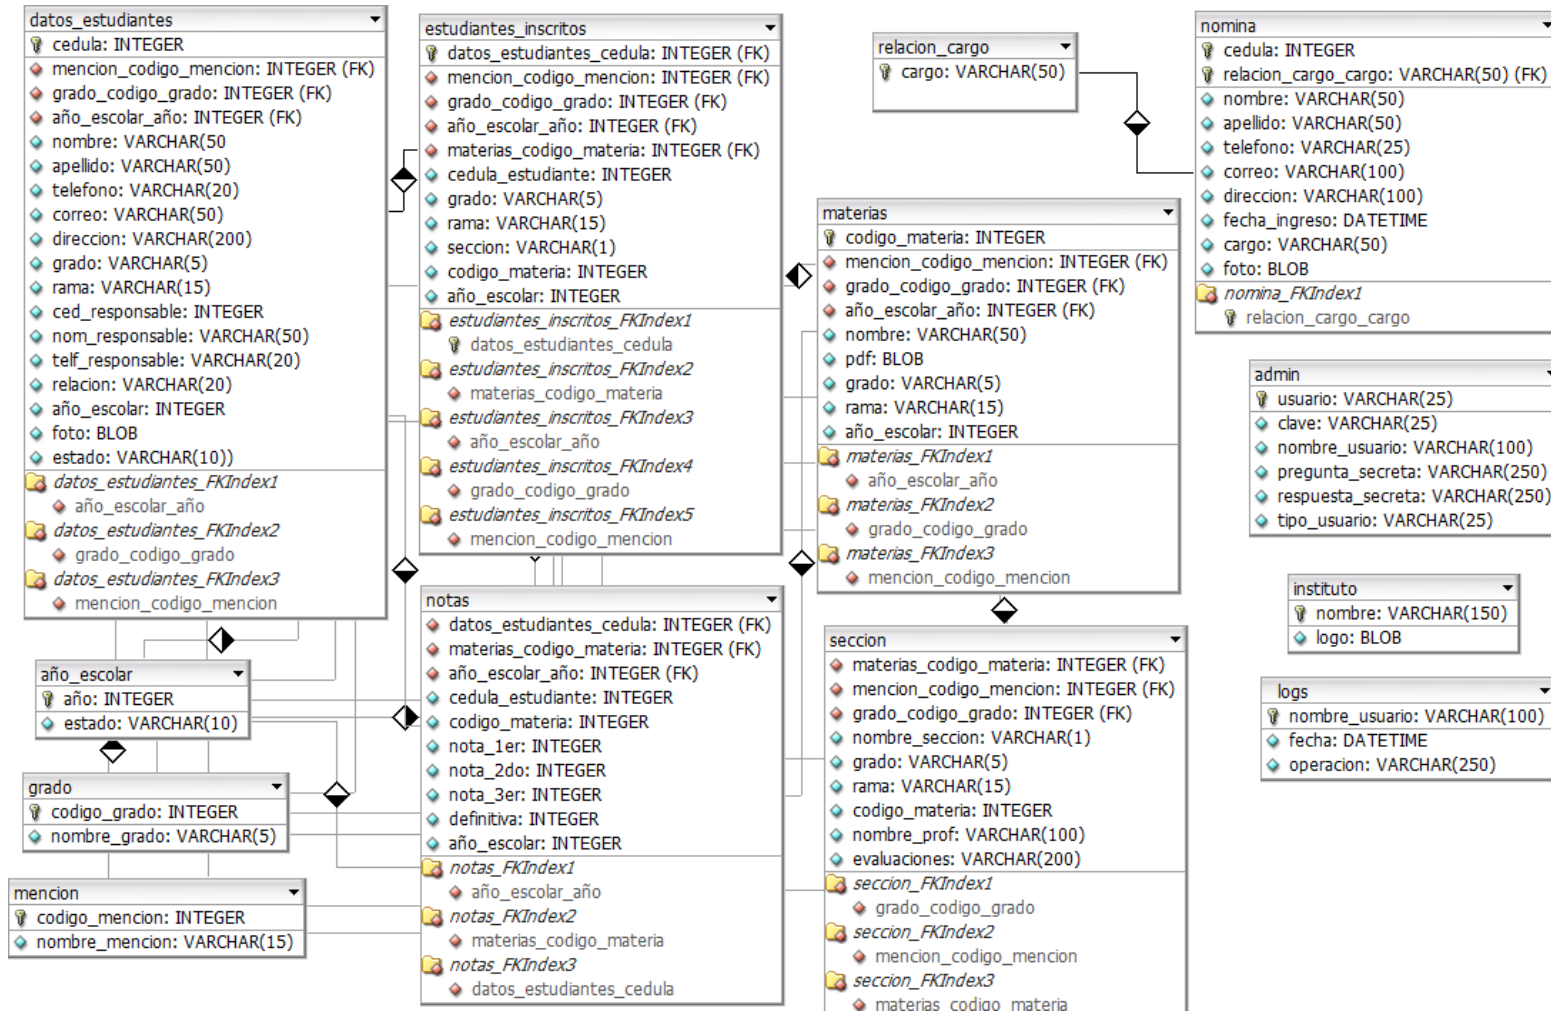 datos_estudiantes
cedula: INTEGER
mencion_codigo_mencion: INTEGER (FK)
grado_codigo_grado: INTEGER (FK)
año_escolar_año: INTEGER (FK)
nombre: VARCHAR(50
apellido: VARCHAR(50)
telefono: VARCHAR(20)
correo: VARCHAR(50)
direccion: VARCHAR(200)
grado: VARCHAR(5)
rama: VARCHAR(15)
ced_responsable: INTEGER
nom_responsable: VARCHAR(50)
telf_responsable: VARCHAR(20)
relacion: VARCHAR(20)
año_escolar: INTEGER
foto: BLOB
estado: VARCHAR(10))
datos_estudiantes_FKIndex1
año_escolar_año
datos_estudiantes_FKIndex2
grado_codigo_grado
datos_estudiantes_FKIndex3
mencion_codigo_mencion
año_escolar
año: INTEGER
estado: VARCHAR(10)
grado
codigo_grado: INTEGER
nombre_grado: VARCHAR(5)
mencion
codigo_mencion: INTEGER
nombre_mencion: VARCHAR(15)
estudiantes_inscritos
datos_estudiantes_cedula: INTEGER (FK)
mencion_codigo_mencion: INTEGER (FK)
grado_codigo_grado: INTEGER (FK)
año_escolar_año: INTEGER (FK)
materias_codigo_materia: INTEGER (FK)
cedula_estudiante: INTEGER
grado: VARCHAR(5)
rama: VARCHAR(15)
seccion: VARCHAR(1)
codigo_materia: INTEGER
año_escolar: INTEGER
estudiantes_inscritos_FKIndex1
datos_estudiantes_cedula
estudiantes_inscritos_FKIndex2
materias_codigo_materia
estudiantes_inscritos_FKIndex3
año_escolar_año
estudiantes_inscritos_FKIndex4
grado_codigo_grado
estudiantes_inscritos_FKIndex5
mencion_codigo_mencion
notas
datos_estudiantes_cedula: INTEGER (FK)
materias_codigo_materia: INTEGER (FK)
año_escolar_año: INTEGER (FK)
cedula_estudiante: INTEGER
codigo_materia: INTEGER
nota_1er: INTEGER
nota_2do: INTEGER
nota_3er: INTEGER
definitiva: INTEGER
año_escolar: INTEGER
notas_FKIndex1
año_escolar_año
notas_FKIndex2
materias_codigo_materia
notas_FKIndex3
datos_estudiantes_cedula
relacion_cargo
cargo: VARCHAR(50)
materias
codigo_materia: INTEGER
mencion_codigo_mencion: INTEGER (FK)
grado_codigo_grado: INTEGER (FK)
año_escolar_año: INTEGER (FK)
nombre: VARCHAR(50)
pdf: BLOB
grado: VARCHAR(5)
rama: VARCHAR(15)
año_escolar: INTEGER
materias_FKIndex1
año_escolar_año
materias_FKIndex2
grado_codigo_grado
materias_FKIndex3
mencion_codigo_mencion
seccion
materias_codigo_materia: INTEGER (FK)
mencion_codigo_mencion: INTEGER (FK)
grado_codigo_grado: INTEGER (FK)
nombre_seccion: VARCHAR(1)
grado: VARCHAR(5)
rama: VARCHAR(15)
codigo_materia: INTEGER
nombre_prof: VARCHAR(100)
evaluaciones: VARCHAR(200)
seccion_FKIndex1
grado_codigo_grado
seccion_FKIndex2
mencion_codigo_mencion
seccion_FKIndex3
materias_codigo_materia
nomina
cedula: INTEGER
relacion_cargo_cargo: VARCHAR(50) (FK)
nombre: VARCHAR(50)
apellido: VARCHAR(50)
telefono: VARCHAR(25)
correo: VARCHAR(100)
direccion: VARCHAR(100)
fecha_ingreso: DATETIME
cargo: VARCHAR(50)
foto: BLOB
nomina_FKIndex1
relacion_cargo_cargo
admin
usuario: VARCHAR(25)
clave: VARCHAR(25)
nombre_usuario: VARCHAR(100)
pregunta_secreta: VARCHAR(250)
respuesta_secreta: VARCHAR(250)
tipo_usuario: VARCHAR(25)
instituto
nombre: VARCHAR(150)
logo: BLOB
logs
nombre_usuario: VARCHAR(100)
fecha: DATETIME
operacion: VARCHAR(250)